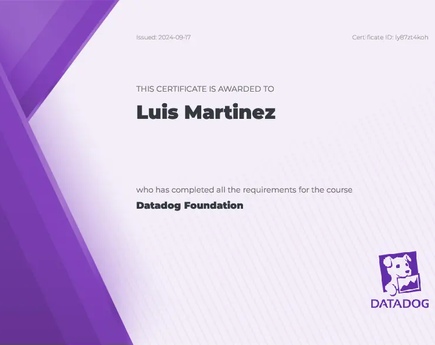 Issued: 2024-09-17
Certificate ID: ly87zt4koh
THIS CERTIFICATE IS AWARDED TO
Luis Martinez
who has completed all the requirements for the course
Datadog Foundation
DATADOG